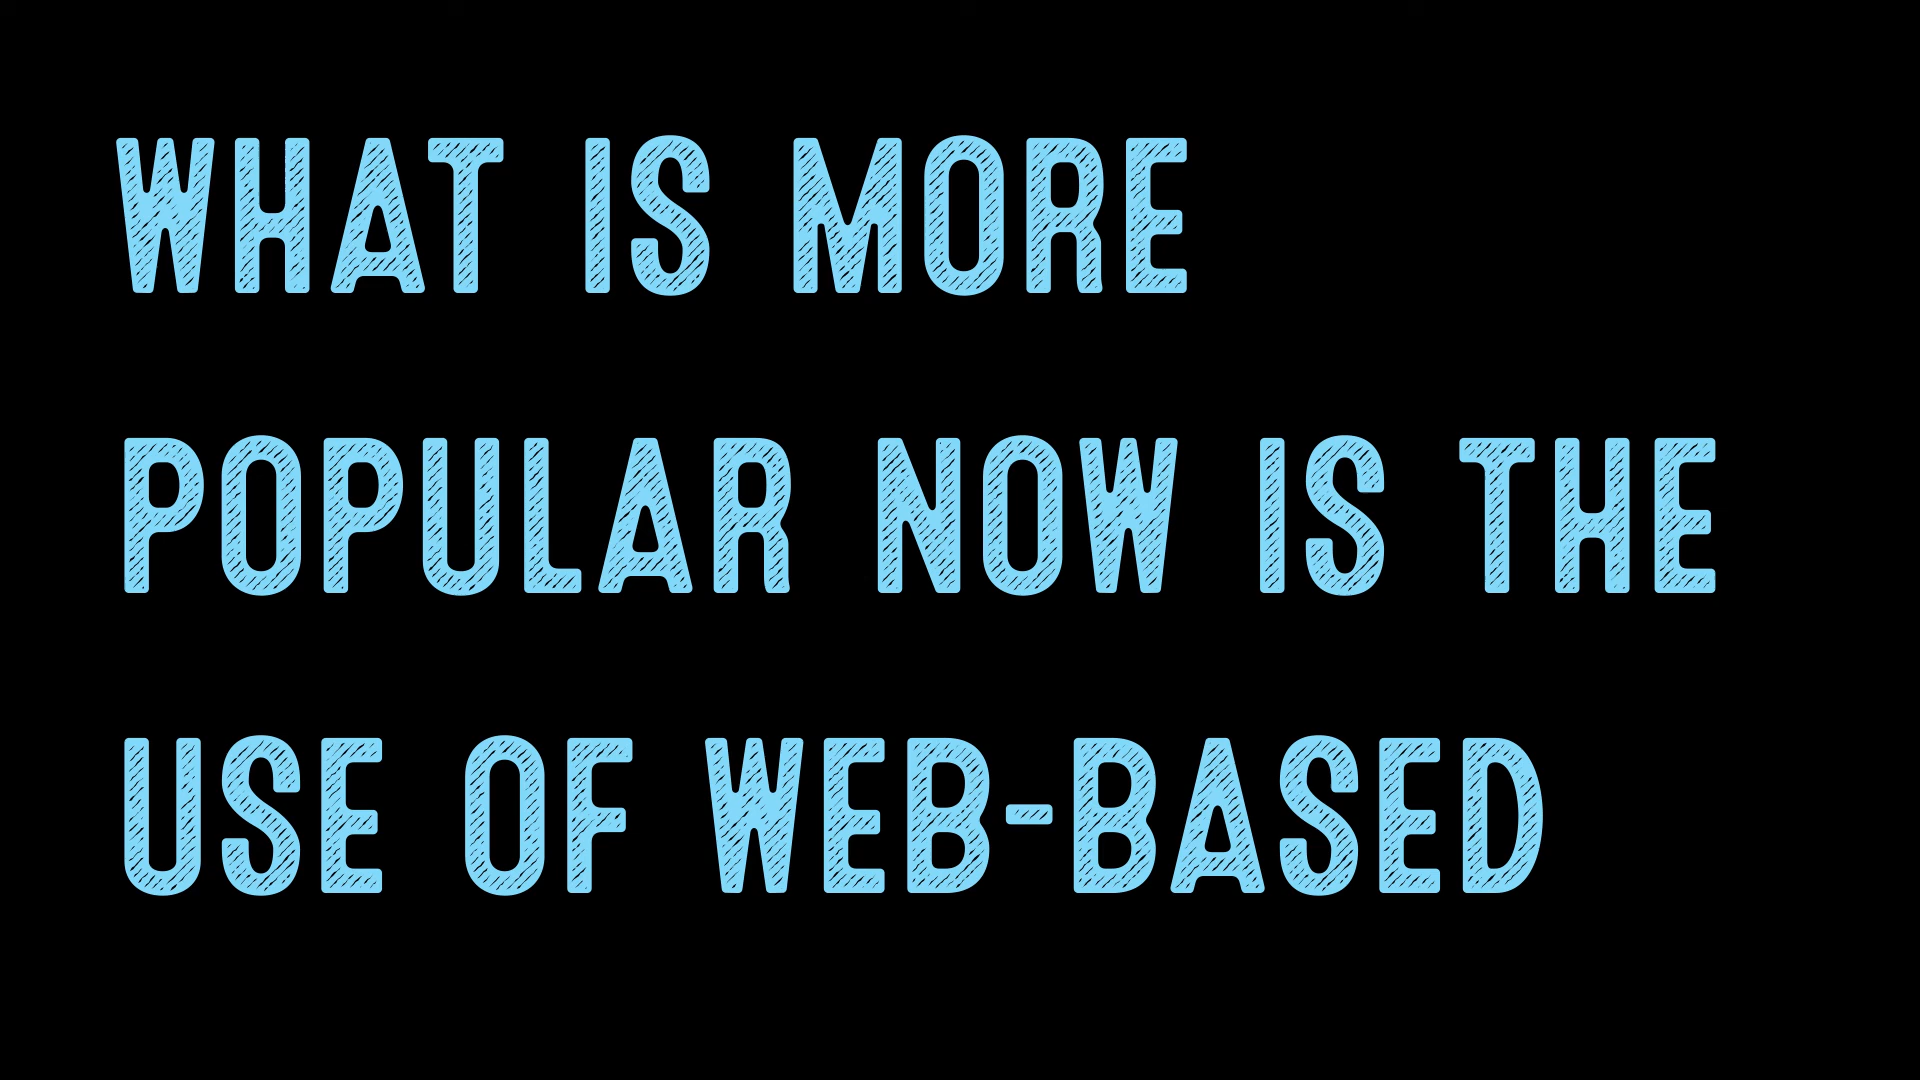 WHAT IS MORE
POPULAR NOW IS THE
USE OF WEB-BASED